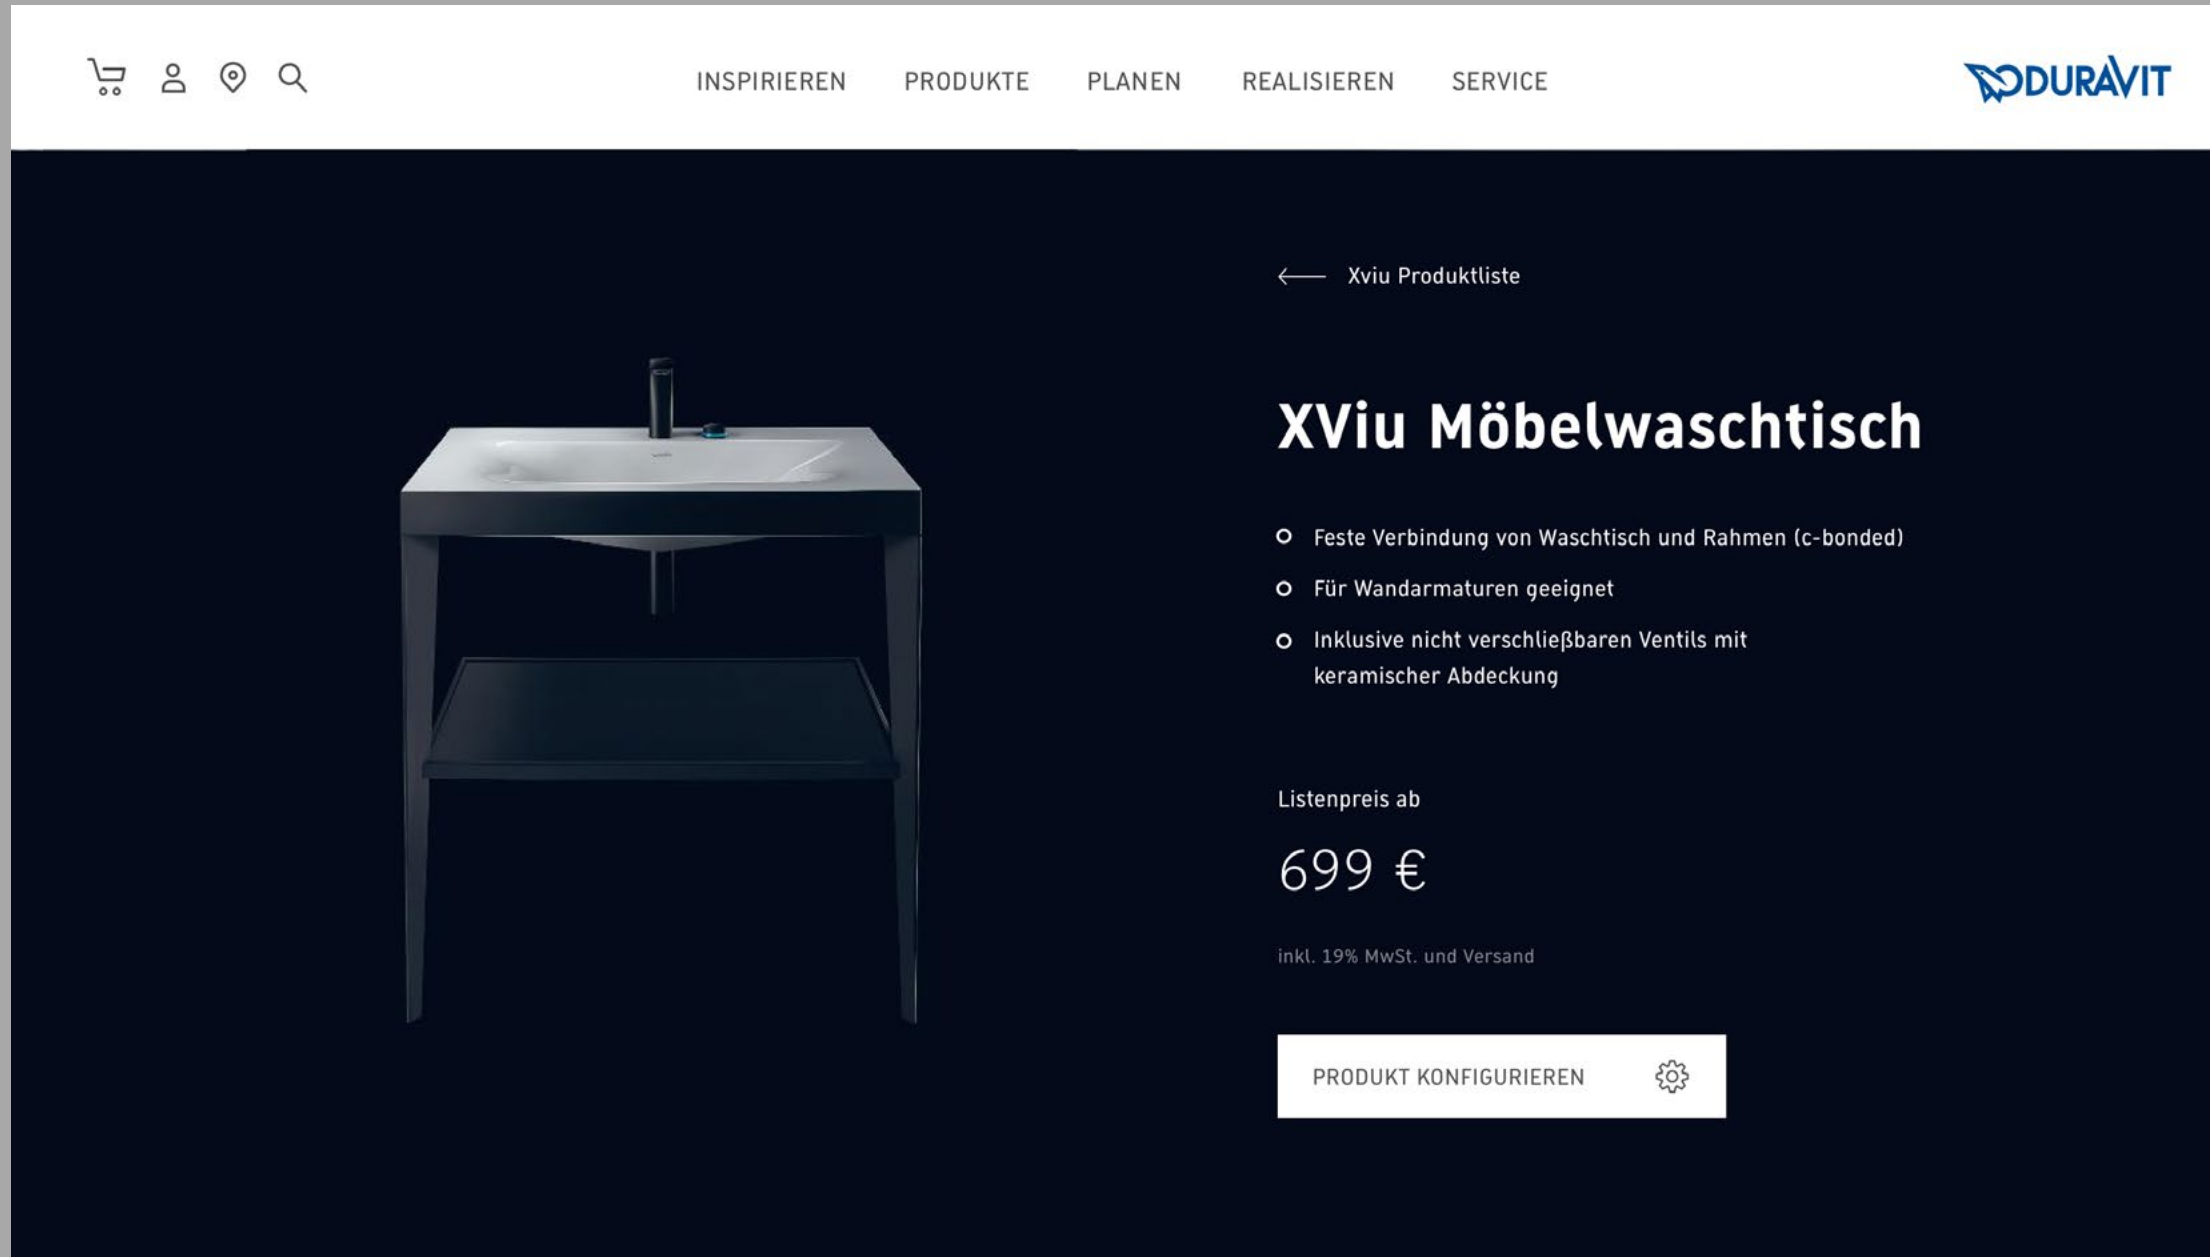 INSPIRIEREN PRODUKTE PLANEN REALISIEREN SERVICE
DURAVIT
Xviu Produktliste
XViu Möbelwaschtisch
Feste Verbindung von Waschtisch und Rahmen (c-bonded)
Für Wandarmaturen geeignet
Inklusive nicht verschließbaren Ventils mit
keramischer Abdeckung
Listenpreis ab
699 €
inkl. 19% MwSt. und Versand
PRODUKT KONFIGURIEREN